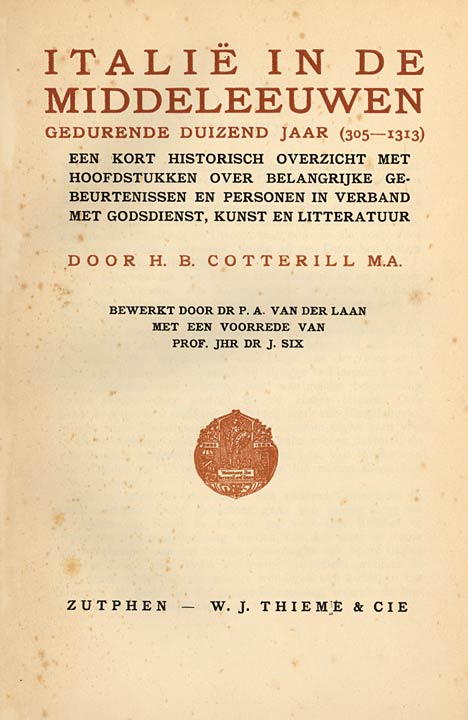 ITALIË IN DE
MIDDELEEUWEN
GEDURENDE DUIZEND JAAR (305—1313)
EEN KORT HISTORISCH OVERZICHT MET
HOOFDSTUKKEN OVER BELANGRIJKE GE-
BEURTENISSEN EN PERSONEN IN VERBAND
MET GODSDIENST, KUNST EN LITTERATUUR
DOOR H. B. COTTERILL M.A.
BEWERKT DOOR DR P. A. VAN DER LAAN
MET EEN VOORREDE VAN
PROF. JHR DR J. SIX
ZUTPHEN — W. J. THIEME & CIE